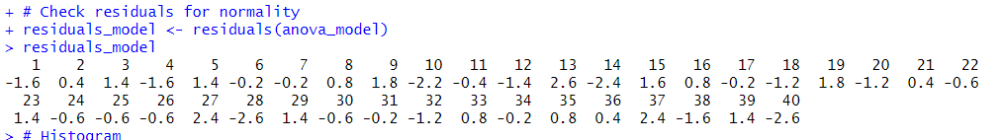 + # Check residuals for normality
+ residuals_model <- residuals(anova_model)
> residuals_model
1 2 3 4 5 6 7 8 9 10 11 12 13 14 15 16 17 18 19 20 21 22
-1.6 0.4 1.4 -1.6 1.4 -0.2 -0.2 0.8 1.8 -2.2 -0.4 -1.4 2.6 -2.4 1.6 0.8 -0.2 -1.2 1.8 -1.2 0.4 -0.6
23 24 25 26 27 28 29 30 31 32 33 34 35 36 37 38 39 40
1.4 -0.6 -0.6 -0.6 2.4 -2.6 1.4 -0.6 -0.2 -1.2 0.8 -0.2 0.8 0.4 2.4 -1.6 1.4 -2.6
> # Histogram